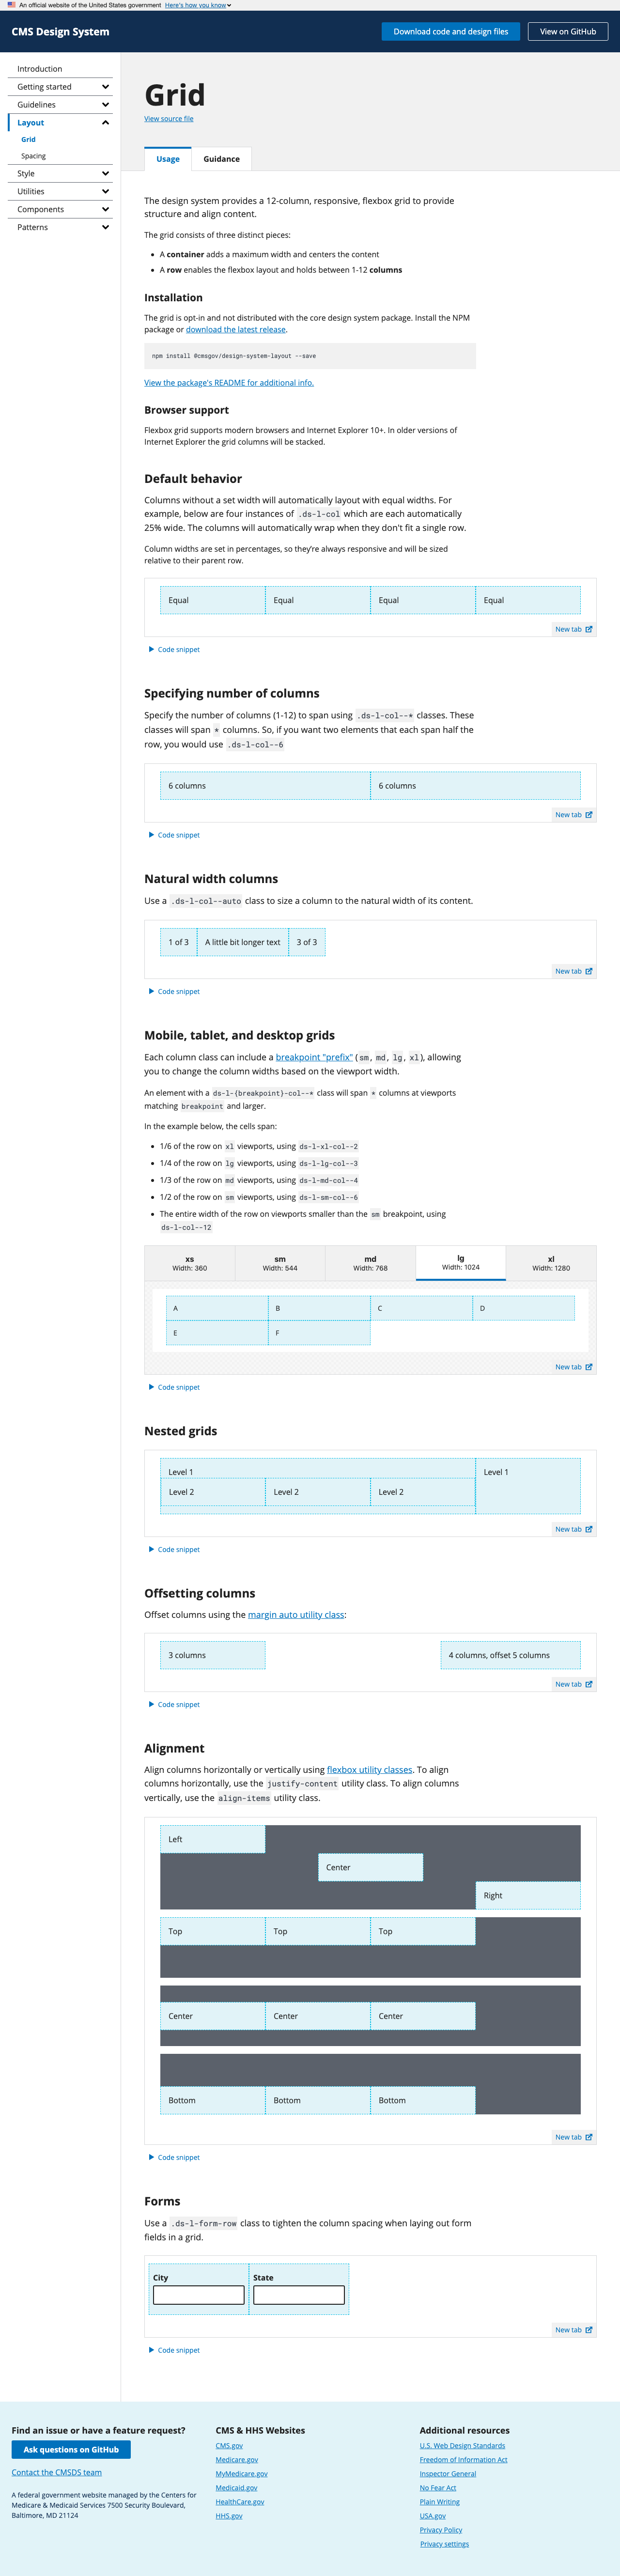 An official website of the United States government Here's how you know
CMS Design System
Download code and design files
View on GitHub
Introduction
Getting started
Guidelines
Layout
Grid
Spacing
Style
Utilities
Components
Patterns
Grid
View source file
Usage
Guidance
The design system provides a 12-column, responsive, flexbox grid to provide
structure and align content.
The grid consists of three distinct pieces:
• A container adds a maximum width and centers the content
• A row enables the flexbox layout and holds between 1-12 columns
Installation
The grid is opt-in and not distributed with the core design system package. Install the NPM
package or download the latest release.
npm install @cmsgov/design-system-layout --save
View the package's README for additional info.
Browser support
Flexbox grid supports modern browsers and Internet Explorer 10+. In older versions of
Internet Explorer the grid columns will be stacked.
Default behavior
Columns without a set width will automatically layout with equal widths. For
example, below are four instances of .ds-l-col which are each automatically
25% wide. The columns will automatically wrap when they don't fit a single row.
Column widths are set in percentages, so they're always responsive and will be sized
relative to their parent row.
Equal
Equal
Equal
Equal
New tab
Code snippet
Specifying number of columns
Specify the number of columns (1-12) to span using .ds-l-col--* classes. These
classes will span * columns. So, if you want two elements that each span half the
row, you would use .ds-l-col--6
6 columns
6 columns
New tab
Code snippet
Natural width columns
Use a .ds-l-col--auto class to size a column to the natural width of its content.
1 of 3
A little bit longer text
3 of 3
New tab
Code snippet
Mobile, tablet, and desktop grids
Each column class can include a breakpoint "prefix" (sm, md, lg, xl), allowing
you to change the column widths based on the viewport width.
An element with a ds-l-{breakpoint}-col--* class will span * columns at viewports
matching breakpoint and larger.
In the example below, the cells span:
• 1/6 of the row on xl viewports, using ds-l-xl-col--2
• 1/4 of the row on lg viewports, using ds-l-lg-col--3
• 1/3 of the row on md viewports, using ds-l-md-col--4
• 1/2 of the row on sm viewports, using ds-l-sm-col--6
• The entire width of the row on viewports smaller than the sm breakpoint, using
ds-l-col--12
xs
Width: 360
sm
Width: 544
md
Width: 768
lg
Width: 1024
xl
Width: 1280
A
B
C
D
E
F
New tab
Code snippet
Nested grids
Level 1
Level 1
Level 2
Level 2
Level 2
New tab
Code snippet
Offsetting columns
Offset columns using the margin auto utility class:
3 columns
4 columns, offset 5 columns
New tab
Code snippet
Alignment
Align columns horizontally or vertically using flexbox utility classes. To align
columns horizontally, use the justify-content utility class. To align columns
vertically, use the align-items utility class.
Left
Center
Right
Top
Top
Top
Center
Center
Center
Bottom
Bottom
Bottom
New tab
Code snippet
Forms
Use a .ds-l-form-row class to tighten the column spacing when laying out form
fields in a grid.
City
State
New tab
Code snippet
Find an issue or have a feature request?
Ask questions on GitHub
Contact the CMSDS team
A federal government website managed by the Centers for
Medicare & Medicaid Services 7500 Security Boulevard,
Baltimore, MD 21124
CMS & HHS Websites
CMS.gov
Medicare.gov
MyMedicare.gov
Medicaid.gov
HealthCare.gov
HHS.gov
Additional resources
U.S. Web Design Standards
Freedom of Information Act
Inspector General
No Fear Act
Plain Writing
USA.gov
Privacy Policy
Privacy settings